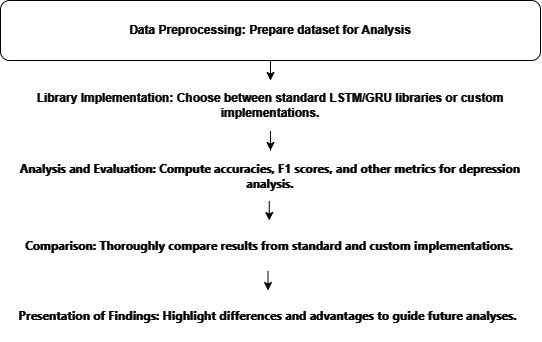 Data Preprocessing: Prepare dataset for Analysis
Library Implementation: Choose between standard LSTM/GRU libraries or custom
implementations.
Analysis and Evaluation: Compute accuracies, F1 scores, and other metrics for depression
analysis.
Comparison: Thoroughly compare results from standard and custom implementations.
Presentation of Findings: Highlight differences and advantages to guide future analyses.